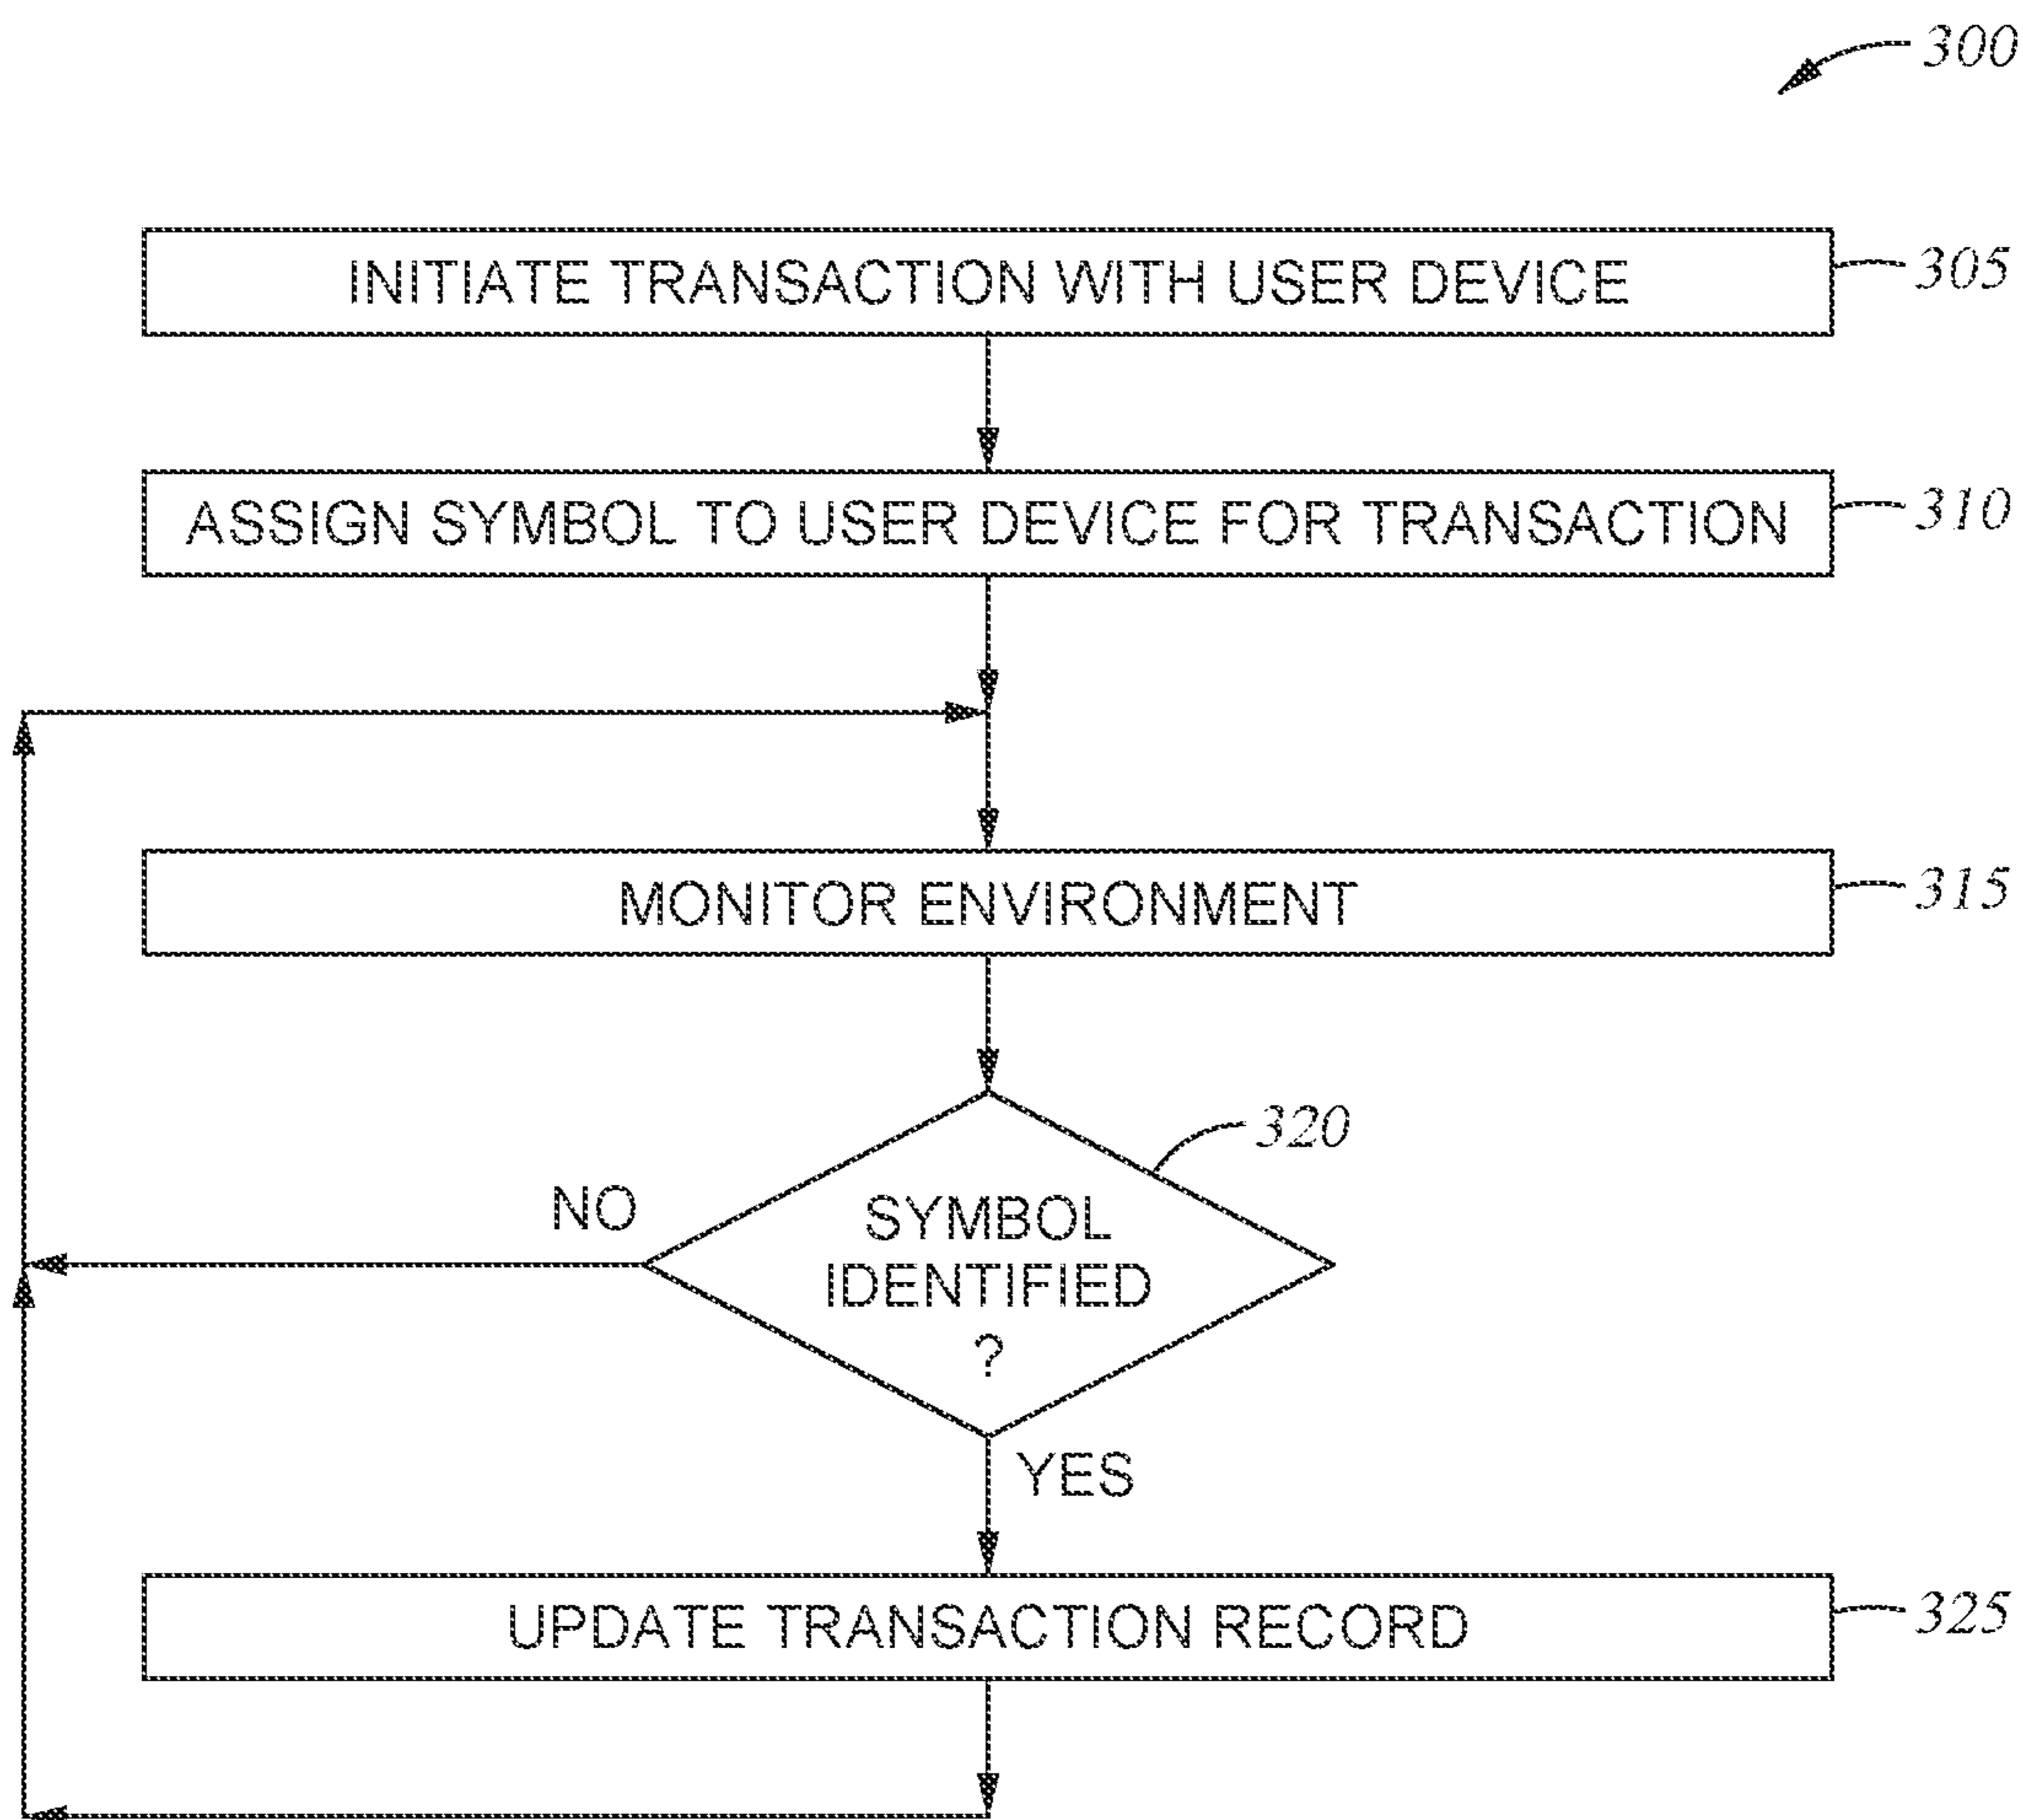 300
INITIATE TRANSACTION WITH USER DEVICE
305
ASSIGN SYMBOL TO USER DEVICE FOR TRANSACTION
310
MONITOR ENVIRONMENT
315
320
NO
SYMBOL
IDENTIFIED
?
YES
UPDATE TRANSACTION RECORD
325